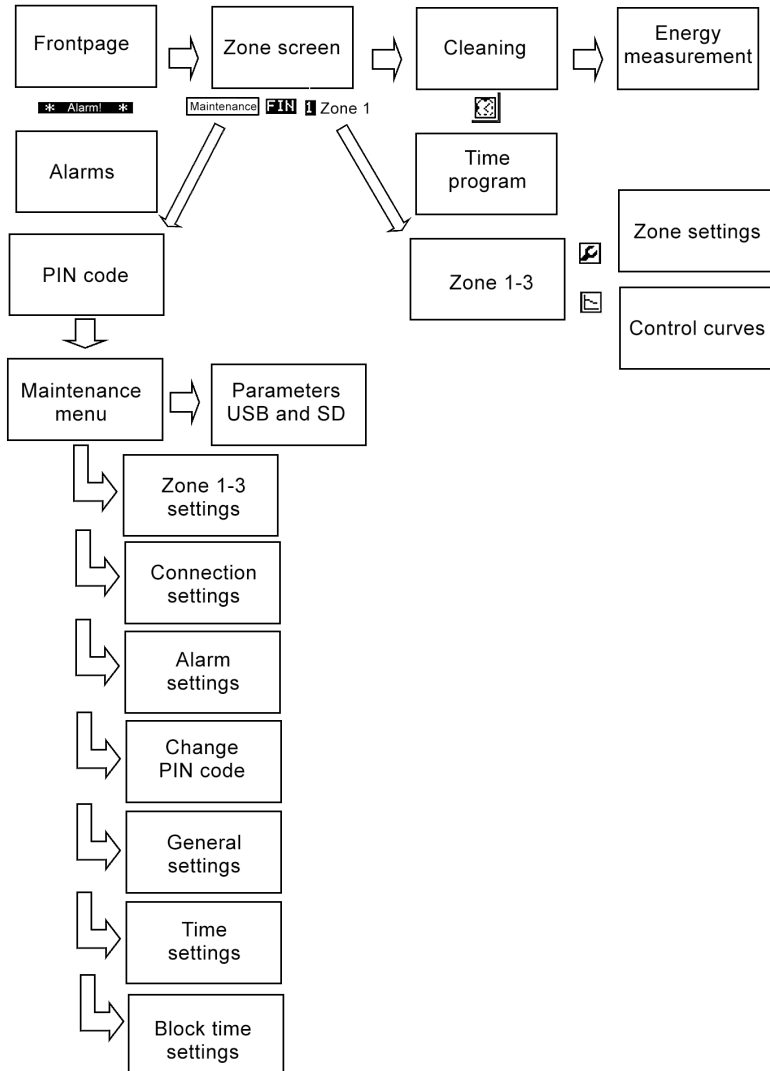 Frontpage
Zone screen
Cleaning
Energy
measurement
* Alarm! *
Maintenance
FIN
1 Zone 1
Alarms
Time
program
PIN code
Zone 1-3
Zone settings
Control curves
Maintenance
menu
Parameters
USB and SD
Zone 1-3
settings
Connection
settings
Alarm
settings
Change
PIN code
General
settings
Time
settings
Block time
settings